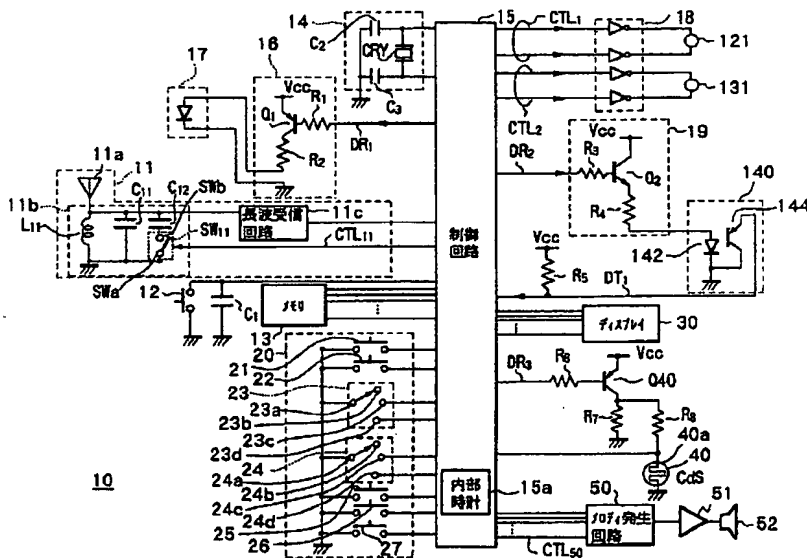 14
C2
CRY
C3
15
CTL1
18
121
131
CTL2
17
16
Vcc
Q1
R1
R2
DR1
Vcc
19
DR2
R3
Q2
R4
140
144
142
11a
11
11b
C11
C12
SWb
L11
SW11
長波受信
回路
11c
CTL11
SWa
制御
回路
Vcc
R5
DT1
12
C1
メモリ
13
ディスプレイ
30
20
21
22
23
23a
23b
23c
23d
24
24a
24b
24c
24d
25
26
27
DR3
R6
Vcc
Q40
R7
R8
40a
40
CdS
10
内部
時計
15a
50
メロディ発生
回路
51
52
CTL50